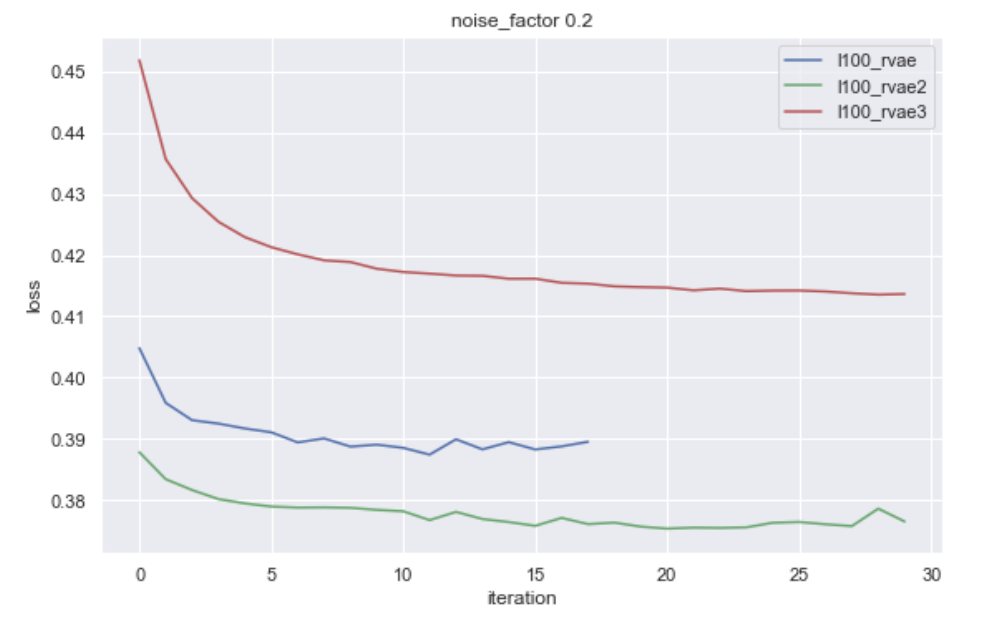 noise_factor 0.2
l100_rvae
l100_rvae2
l100_rvae3
loss
0.45
0.44
0.43
0.42
0.41
0.40
0.39
0.38
0 5 10 15 20 25 30
iteration